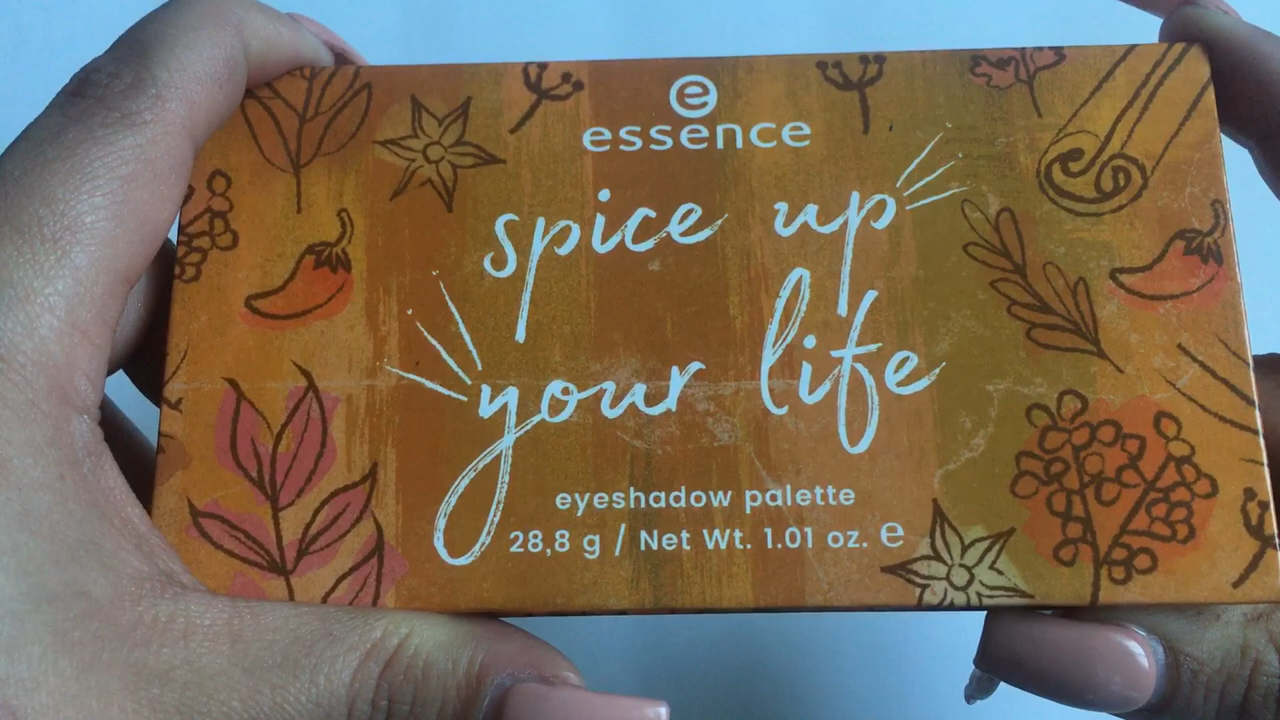 e
essence
spice up
your life
eyeshadow palette
28,8 g / Net Wt. 1.01 oz. ℮